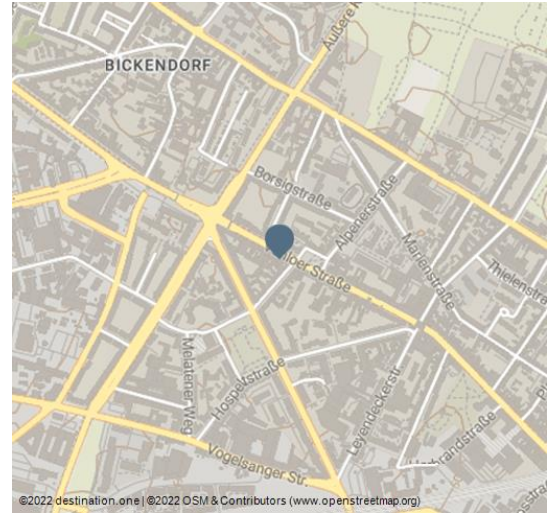 Äußere
BICKENDORF
Borsigstraße
Alpenerstraße
Marienstraße
loer Straße
Thielenstra
Melatener Weg
Hospeltstraße
Leyendeckerstr.
Vogelsanger Str.
©2022 destination.one | ©2022 OSM & Contributors (www.openstreetmap.org)